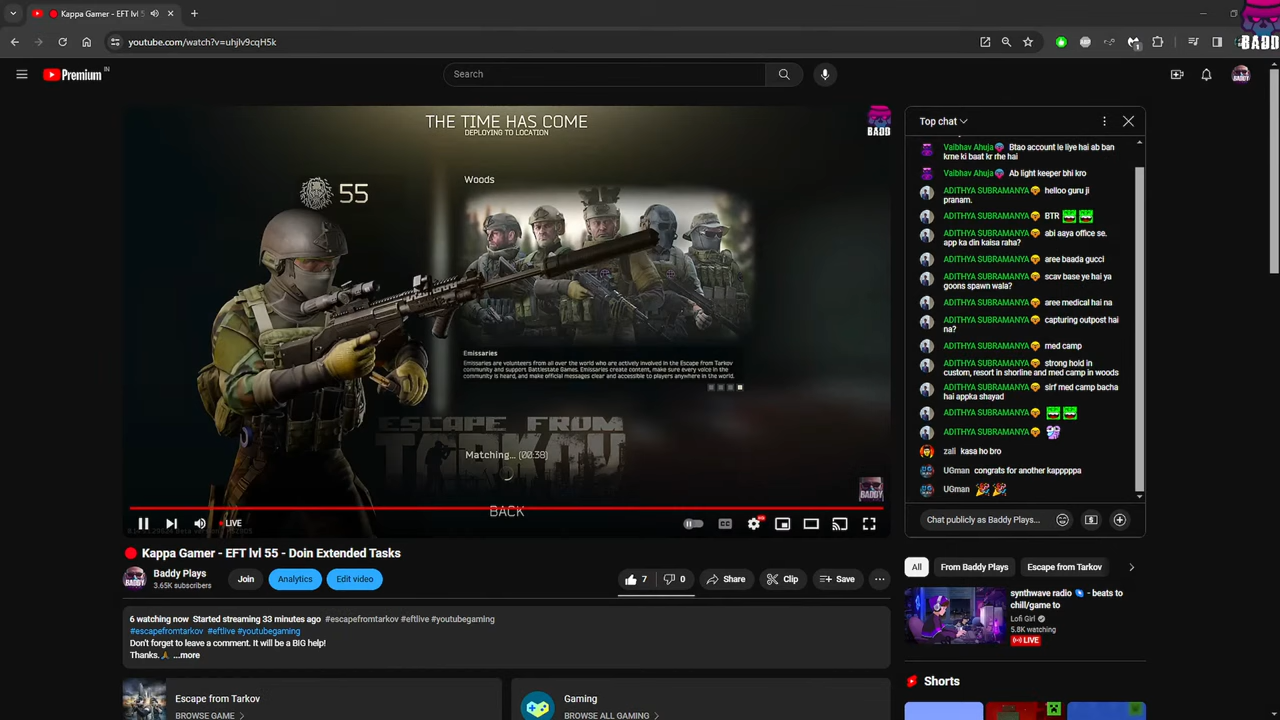 Kappa Gamer - EFT lvl 5
youtube.com/watch?v=uhjlv9cqH5k
BADD
Premium IN
Search
THE TIME HAS COME
DEPLOYING TO LOCATION
BADD
55
Woods
Emissaries
Emissaries are volunteers from all over the world who are actively involved in the Escape from Tarkov
community and support Battlestate Games. Emissaries create content, make sure every voice in the
community is heard, and make official messages clear and accessible to players anywhere in the world.
ESCAPE FROM
TARKOV
Matching... (00:38)
BACK
BADDY
LIVE
Top chat
Vaibhav Ahuja Btao account le liye hai ab ban
krne ki baat kr rhe hai
Vaibhav Ahuja Ab light keeper bhi kro
ADITHYA SUBRAMANYA helloo guru ji
pranam.
ADITHYA SUBRAMANYA BTR
ADITHYA SUBRAMANYA abi aaya office se.
app ka din kaisa raha?
ADITHYA SUBRAMANYA aree baada gucci
ADITHYA SUBRAMANYA scav base ye hai ya
goons spawn wala?
ADITHYA SUBRAMANYA aree medical hai na
ADITHYA SUBRAMANYA capturing outpost hai
na?
ADITHYA SUBRAMANYA med camp
ADITHYA SUBRAMANYA strong hold in
custom, resort in shorline and med camp in woods
ADITHYA SUBRAMANYA sirf med camp bacha
hai appka shayad
ADITHYA SUBRAMANYA
ADITHYA SUBRAMANYA
zali kasa ho bro
UGman congrats for another kapppppa
UGman
Chat publicly as Baddy Plays...
Kappa Gamer - EFT lvl 55 - Doin Extended Tasks
Baddy Plays
3.65K subscribers
Join
Analytics
Edit video
7
0
Share
Clip
Save
6 watching now Started streaming 33 minutes ago #escapefromtarkov #eftlive #youtubegaming
#escapefromtarkov #eftlive #youtubegaming
Don't forget to leave a comment. It will be a BIG help!
Thanks. ...more
Escape from Tarkov
BROWSE GAME
Gaming
BROWSE ALL GAMING
All
From Baddy Plays
Escape from Tarkov
synthwave radio - beats to
chill/game to
Lofi Girl
5.8K watching
LIVE
Shorts